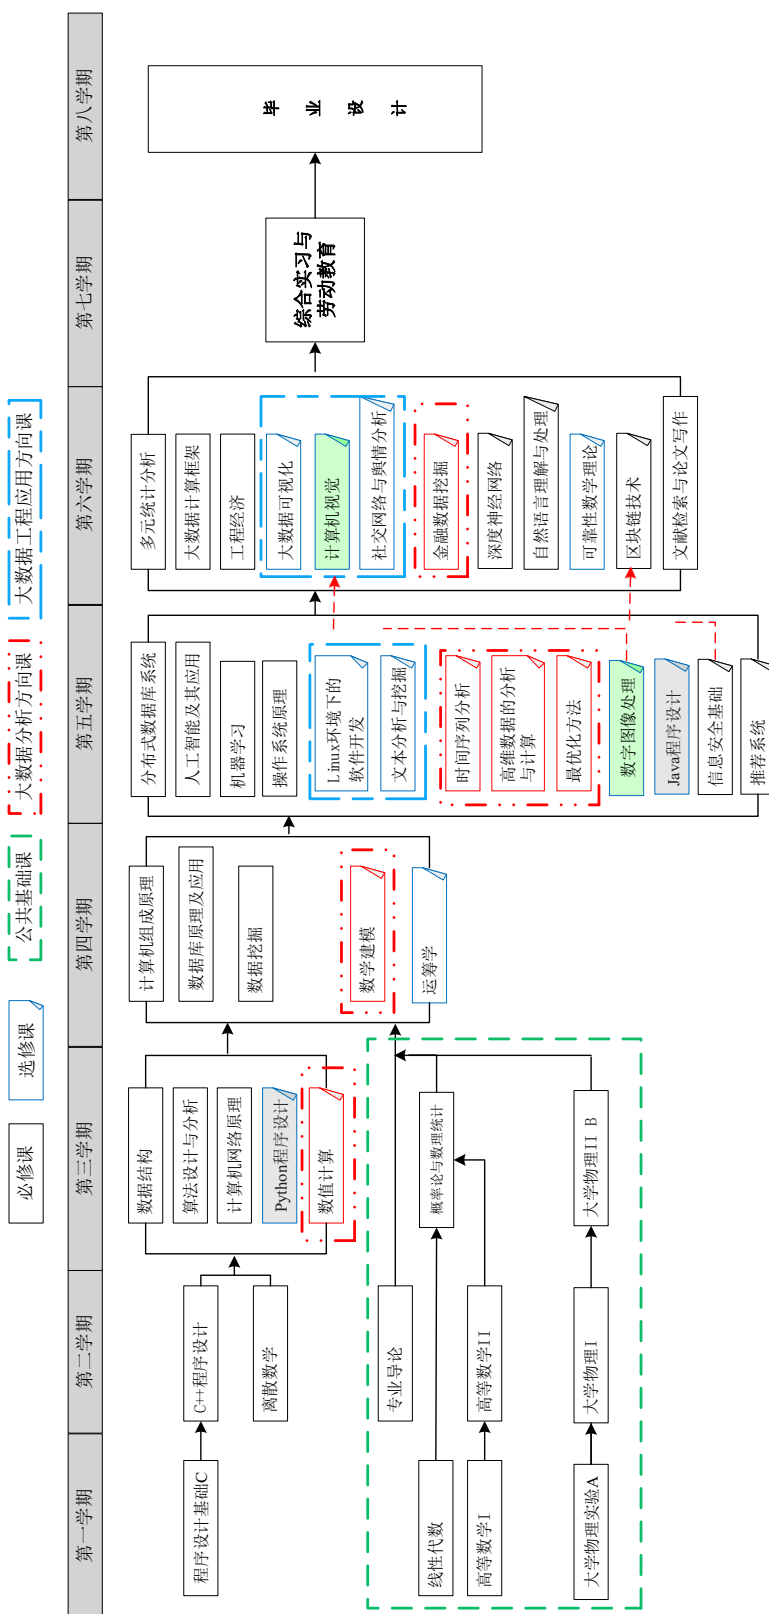 必修课
选修课
公共基础课
大数据分析方向课
大数据工程应用方向课
第一学期
第二学期
第三学期
第四学期
第五学期
第六学期
第七学期
第八学期
程序设计基础C
线性代数
高等数学I
大学物理实验A
C++程序设计
离散数学
专业导论
高等数学II
大学物理I
数据结构
算法设计与分析
计算机网络原理
Python程序设计
数值计算
概率论与数理统计
大学物理II B
计算机组成原理
数据库原理及应用
数据挖掘
数学建模
运筹学
分布式数据库系统
人工智能及其应用
机器学习
操作系统原理
Linux环境下的
软件开发
文本分析与挖掘
时间序列分析
高维数据的分析
与计算
最优化方法
数字图像处理
Java程序设计
信息安全基础
推荐系统
多元统计分析
大数据计算框架
工程经济
大数据可视化
计算机视觉
社交网络与舆情分析
金融数据挖掘
深度神经网络
自然语言理解与处理
可靠性数学理论
区块链技术
文献检索与论文写作
综合实习与
劳动教育
毕业设计